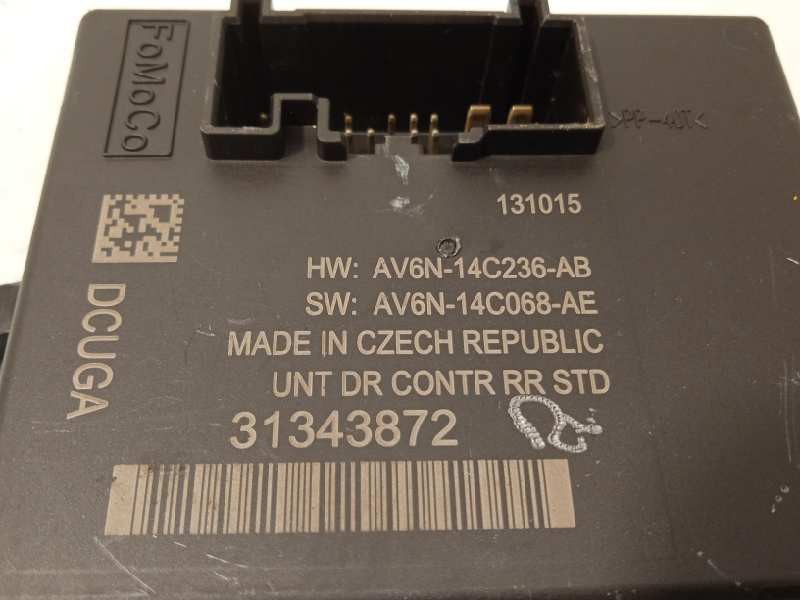 FoMoCo
>PP-40T<
131015
HW: AV6N-14C236-AB
SW: AV6N-14C068-AE
DCUGA
MADE IN CZECH REPUBLIC
UNT DR CONTR RR STD
31343872